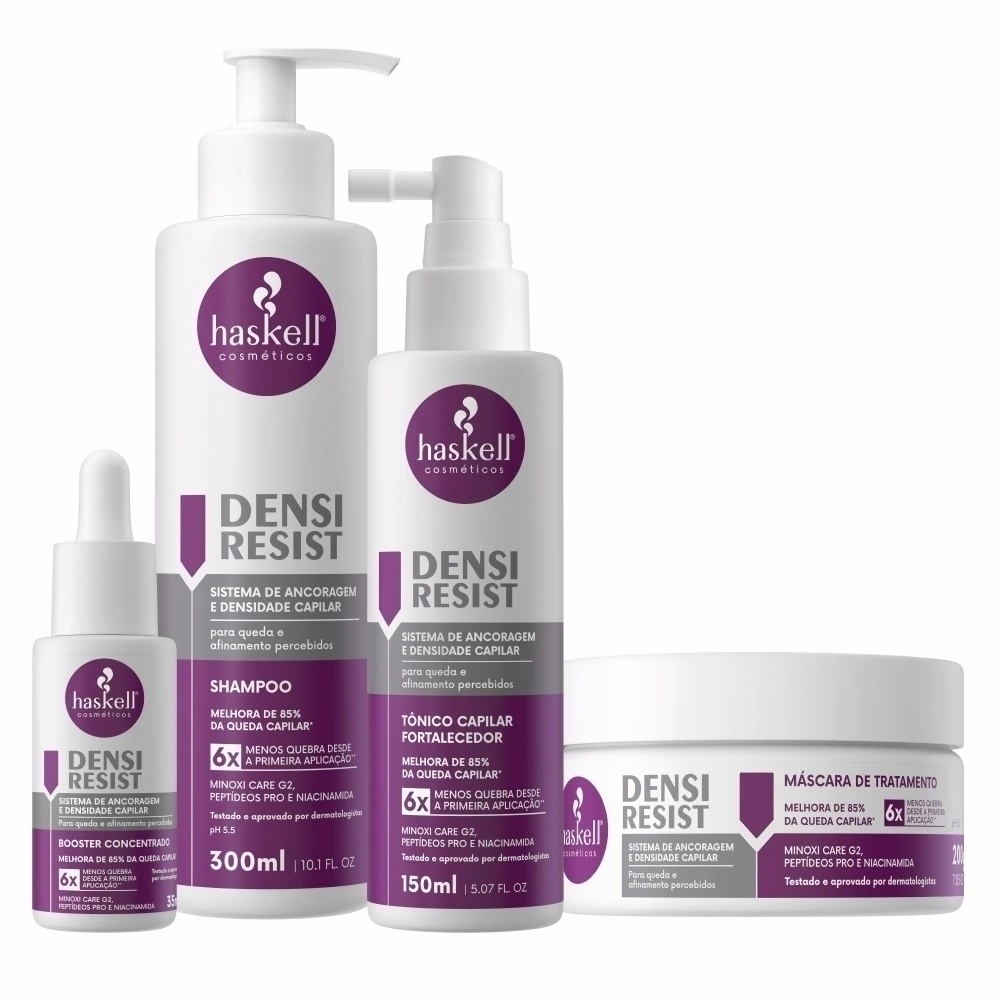 haskell®
cosméticos
DENSI
RESIST
SISTEMA DE ANCORAGEM
E DENSIDADE CAPILAR
Para queda e afinamento percebidos
BOOSTER CONCENTRADO
MELHORA DE 85% DA QUEDA CAPILAR
6x MENOS QUEBRA
DESDE A PRIMEIRA
APLICAÇÃO**
Testado e
por dermato
MINOXI CARE G2,
PEPTÍDEOS PRO E NIACINAMIDA
35m
haskell®
cosméticos
DENSI
RESIST
SISTEMA DE ANCORAGEM
E DENSIDADE CAPILAR
para queda e
afinamento percebidos
SHAMPOO
MELHORA DE 85%
DA QUEDA CAPILAR*
6x MENOS QUEBRA DESDE
A PRIMEIRA APLICAÇÃO**
MINOXI CARE G2,
PEPTÍDEOS PRO E NIACINAMIDA
Testado e aprovado por dermatologistas
pH 5.5
300ml | 10.1 FL. OZ
haskell®
cosméticos
DENSI
RESIST
SISTEMA DE ANCORAGEM
E DENSIDADE CAPILAR
para queda e
afinamento percebidos
TÔNICO CAPILAR
FORTALECEDOR
MELHORA DE 85%
DA QUEDA CAPILAR*
6x MENOS QUEBRA DESDE
A PRIMEIRA APLICAÇÃO**
MINOXI CARE G2,
PEPTÍDEOS PRO E NIACINAMIDA
Testado e aprovado por dermatologistas
150ml | 5.07 FL. OZ
haskell®
cosméticos
DENSI
RESIST
SISTEMA DE ANCORAGEM
E DENSIDADE CAPILAR
Para queda e
afinamento percebidos
MÁSCARA DE TRATAMENTO
MELHORA DE 85%
DA QUEDA CAPILAR*
6x MENOS QUEBRA
DESDE A PRIMEIRA
APLICAÇÃO**
pH 5.5
MINOXI CARE G2,
PEPTÍDEOS PRO E NIACINAMIDA
Testado e aprovado por dermatologistas
200g